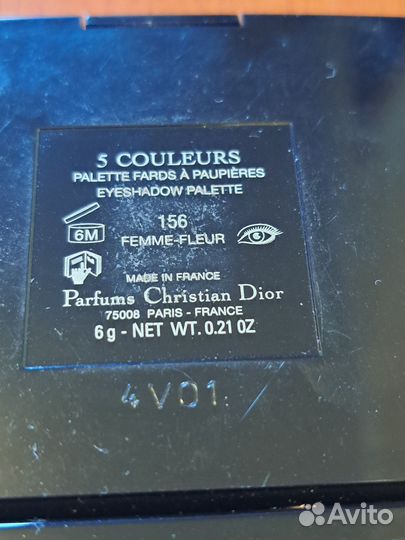 5 COULEURS
PALETTE FARDS À PAUPIÈRES
EYESHADOW PALETTE
156
6M
FEMME-FLEUR
MADE IN FRANCE
Parfums Christian Dior
75008 PARIS - FRANCE
6 g - NET WT. 0.21 OZ
4V01
Avito